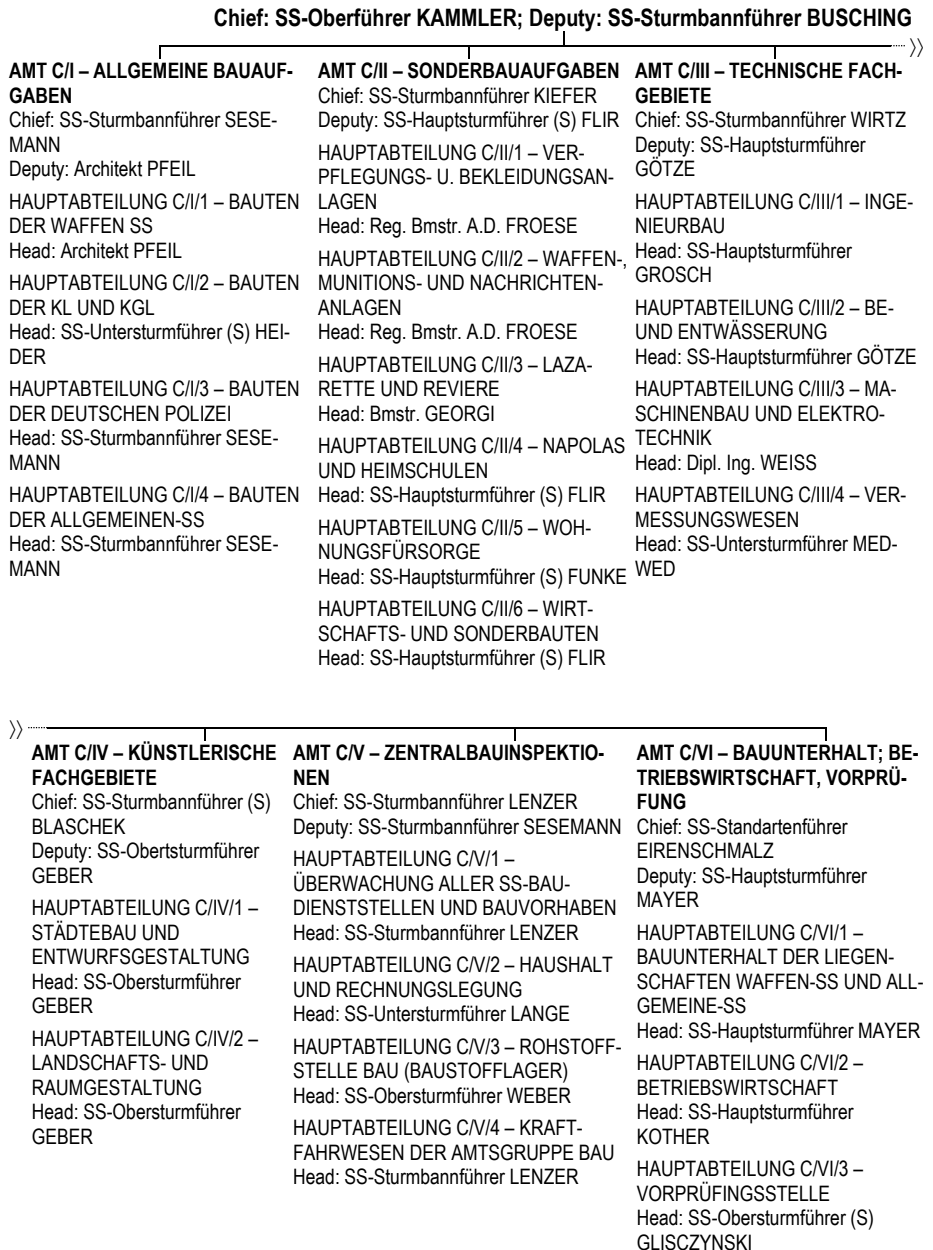 Chief: SS-Oberführer KAMMLER; Deputy: SS-Sturmbannführer BUSCHING
〉〉
AMT C/I – ALLGEMEINE BAUAUF-
GABEN
Chief: SS-Sturmbannführer SESE-
MANN
Deputy: Architekt PFEIL
HAUPTABTEILUNG C/I/1 – BAUTEN
DER WAFFEN SS
Head: Architekt PFEIL
HAUPTABTEILUNG C/I/2 – BAUTEN
DER KL UND KGL
Head: SS-Untersturmführer (S) HEI-
DER
HAUPTABTEILUNG C/I/3 – BAUTEN
DER DEUTSCHEN POLIZEI
Head: SS-Sturmbannführer SESE-
MANN
HAUPTABTEILUNG C/I/4 – BAUTEN
DER ALLGEMEINEN-SS
Head: SS-Sturmbannführer SESE-
MANN
AMT C/II – SONDERBAUAUFGABEN
Chief: SS-Sturmbannführer KIEFER
Deputy: SS-Hauptsturmführer (S) FLIR
HAUPTABTEILUNG C/II/1 – VER-
PFLEGUNGS- U. BEKLEIDUNGSAN-
LAGEN
Head: Reg. Bmstr. A.D. FROESE
HAUPTABTEILUNG C/II/2 – WAFFEN-,
MUNITIONS- UND NACHRICHTEN-
ANLAGEN
Head: Reg. Bmstr. A.D. FROESE
HAUPTABTEILUNG C/II/3 – LAZA-
RETTE UND REVIERE
Head: Bmstr. GEORGI
HAUPTABTEILUNG C/II/4 – NAPOLAS
UND HEIMSCHULEN
Head: SS-Hauptsturmführer (S) FLIR
HAUPTABTEILUNG C/II/5 – WOH-
NUNGSFÜRSORGE
Head: SS-Hauptsturmführer (S) FUNKE
HAUPTABTEILUNG C/II/6 – WIRT-
SCHAFTS- UND SONDERBAUTEN
Head: SS-Hauptsturmführer (S) FLIR
AMT C/III – TECHNISCHE FACH-
GEBIETE
Chief: SS-Sturmbannführer WIRTZ
Deputy: SS-Hauptsturmführer
GÖTZE
HAUPTABTEILUNG C/III/1 – INGE-
NIEURBAU
Head: SS-Hauptsturmführer
GROSCH
HAUPTABTEILUNG C/III/2 – BE-
UND ENTWÄSSERUNG
Head: SS-Hauptsturmführer GÖTZE
HAUPTABTEILUNG C/III/3 – MA-
SCHINENBAU UND ELEKTRO-
TECHNIK
Head: Dipl. Ing. WEISS
HAUPTABTEILUNG C/III/4 – VER-
MESSUNGSWESEN
Head: SS-Untersturmführer MED-
WED
〉〉
AMT C/IV – KÜNSTLERISCHE
FACHGEBIETE
Chief: SS-Sturmbannführer (S)
BLASCHEK
Deputy: SS-Obertsturmführer
GEBER
HAUPTABTEILUNG C/IV/1 –
STÄDTEBAU UND
ENTWURFSGESTALTUNG
Head: SS-Obersturmführer
GEBER
HAUPTABTEILUNG C/IV/2 –
LANDSCHAFTS- UND
RAUMGESTALTUNG
Head: SS-Obersturmführer
GEBER
AMT C/V – ZENTRALBAUINSPEKTIO-
NEN
Chief: SS-Sturmbannführer LENZER
Deputy: SS-Sturmbannführer SESEMANN
HAUPTABTEILUNG C/V/1 –
ÜBERWACHUNG ALLER SS-BAU-
DIENSTSTELLEN UND BAUVORHABEN
Head: SS-Sturmbannführer LENZER
HAUPTABTEILUNG C/V/2 – HAUSHALT
UND RECHNUNGSLEGUNG
Head: SS-Untersturmführer LANGE
HAUPTABTEILUNG C/V/3 – ROHSTOFF-
STELLE BAU (BAUSTOFFLAGER)
Head: SS-Obersturmführer WEBER
HAUPTABTEILUNG C/V/4 – KRAFT-
FAHRWESEN DER AMTSGRUPPE BAU
Head: SS-Sturmbannführer LENZER
AMT C/VI – BAUUNTERHALT; BE-
TRIEBSWIRTSCHAFT, VORPRÜ-
FUNG
Chief: SS-Standartenführer
EIRENSCHMALZ
Deputy: SS-Hauptsturmführer
MAYER
HAUPTABTEILUNG C/VI/1 –
BAUUNTERHALT DER LIEGEN-
SCHAFTEN WAFFEN-SS UND ALL-
GEMEINE-SS
Head: SS-Hauptsturmführer MAYER
HAUPTABTEILUNG C/VI/2 –
BETRIEBSWIRTSCHAFT
Head: SS-Hauptsturmführer
KOTHER
HAUPTABTEILUNG C/VI/3 –
VORPRÜFINGSSTELLE
Head: SS-Obersturmführer (S)
GLISCZYNSKI